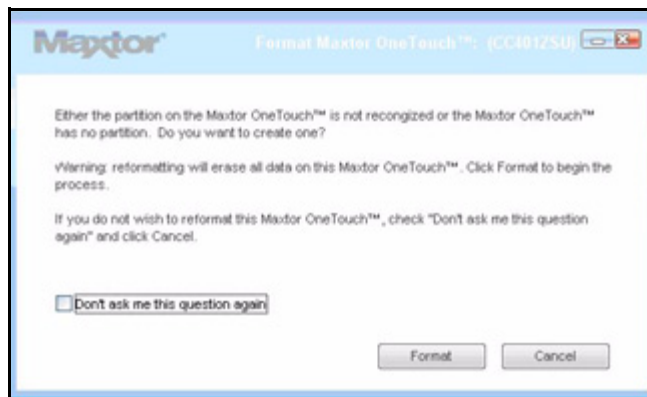 Maxtor
Format Maxtor OneTouch™: (CC4012SU)
Either the partition on the Maxtor OneTouch™ is not recongized or the Maxtor OneTouch™
has no partition. Do you want to create one?
Warning: reformatting will erase all data on this Maxtor OneTouch™. Click Format to begin the
process.
If you do not wish to reformat this Maxtor OneTouch™, check "Don't ask me this question
again" and click Cancel.
Don't ask me this question again
Format Cancel